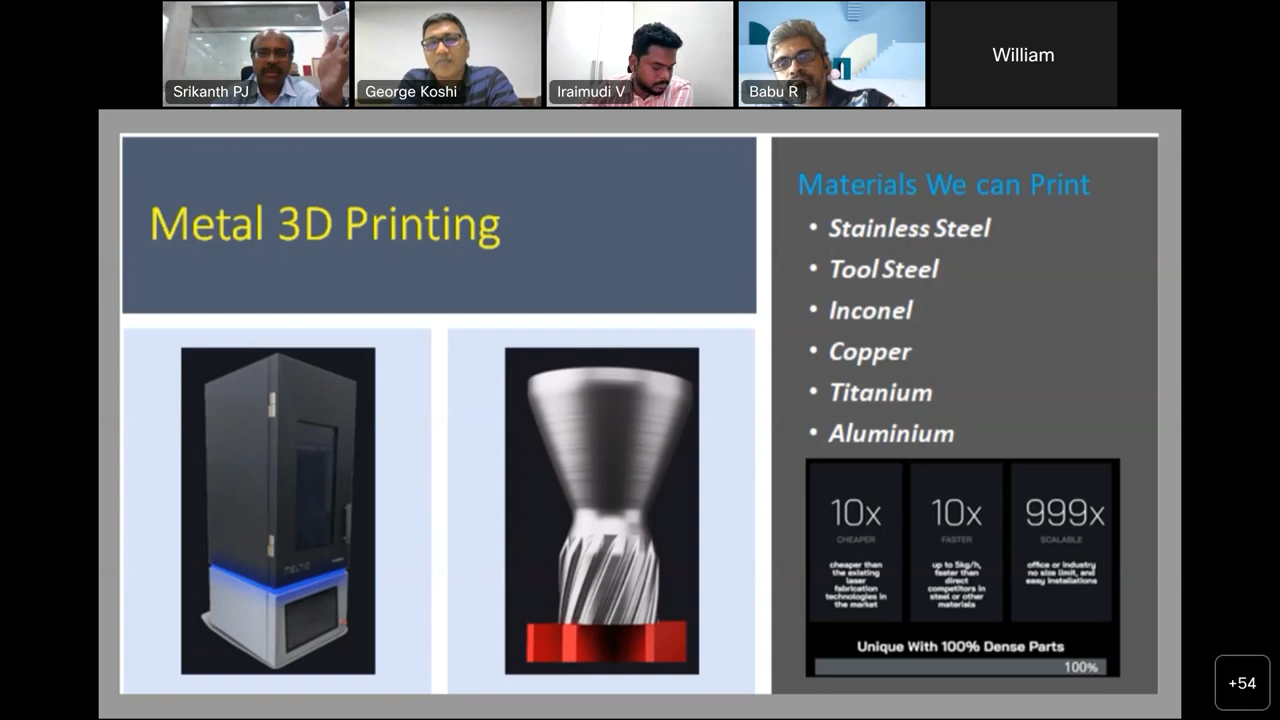 Srikanth PJ
George Koshi
Iraimudi V
Babu R
William
Metal 3D Printing
Materials We can Print
• Stainless Steel
• Tool Steel
• Inconel
• Copper
• Titanium
• Aluminium
MELTIO
10x
CHEAPER
cheaper than
the existing
laser
fabrication
technologies in
the market
10x
FASTER
up to 5kg/h,
faster than
direct
competitors in
steel or other
materials
999x
SCALABLE
office or industry
no size limit, and
easy installations
Unique With 100% Dense Parts
100%
+54